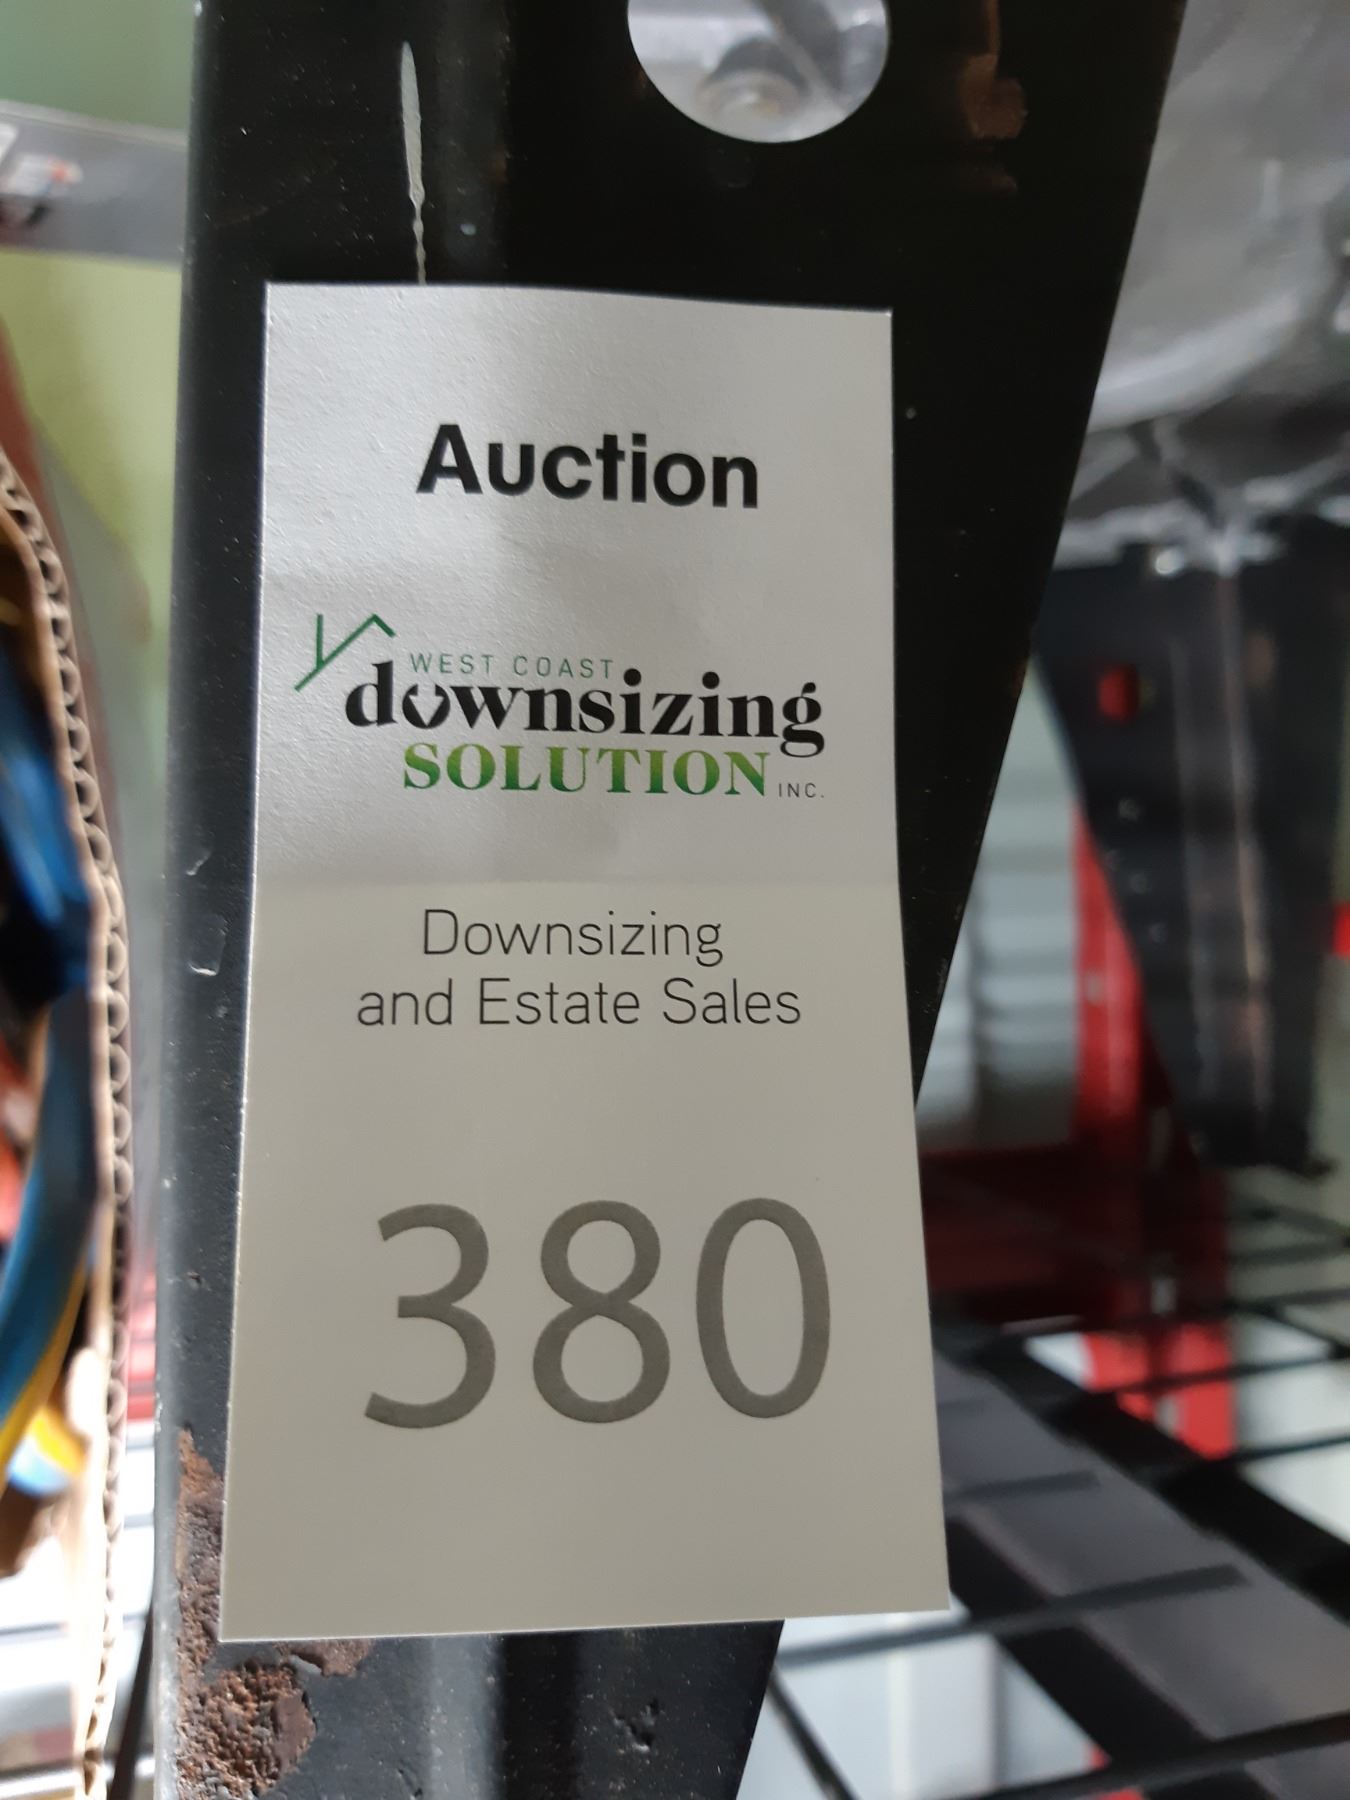 Auction
WEST COAST
downsizing
SOLUTION INC.
Downsizing
and Estate Sales
380